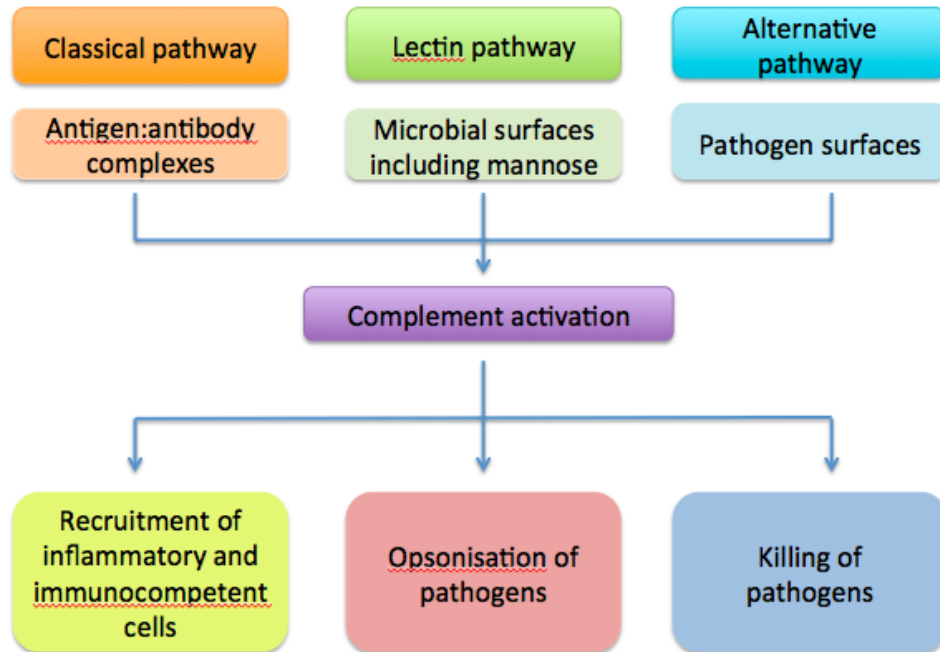 Classical pathway
Lectin pathway
Alternative
pathway
Antigen:antibody
complexes
Microbial surfaces
including mannose
Pathogen surfaces
Complement activation
Recruitment of
inflammatory and
immunocompetent
cells
Opsonisation of
pathogens
Killing of
pathogens